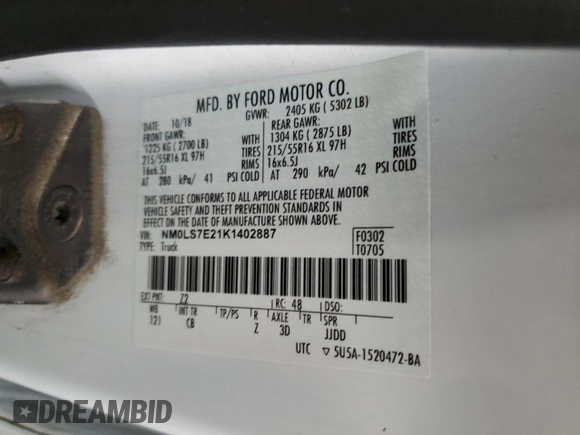 MFD. BY FORD MOTOR CO.
DATE: 10/18 GVWR: 2405 KG ( 5302 LB)
FRONT GAWR: WITH REAR GAWR: WITH
1225 KG ( 2700 LB) TIRES 1304 KG ( 2875 LB) TIRES
215/55R16 XL 97H RIMS 215/55R16 XL 97H RIMS
16x6.5J 16x6.5J
AT 280 kPa/ 41 PSI COLD AT 290 kPa/ 42 PSI COLD
THIS VEHICLE CONFORMS TO ALL APPLICABLE FEDERAL MOTOR
VEHICLE SAFETY AND THEFT PREVENTION STANDARDS IN
EFFECT ON THE DATE OF MANUFACTURE SHOWN ABOVE.
VIN: NM0LS7E21K1402887 F0302
TYPE: Truck T0705
EXT PNT: Z2 RC: 48 DSO:
WB INT TR TP/PS R AXLE TR SPR
121 CB Z 3D JJDD
UTC ▽ 5U5A-1520472-BA
DREAMBID